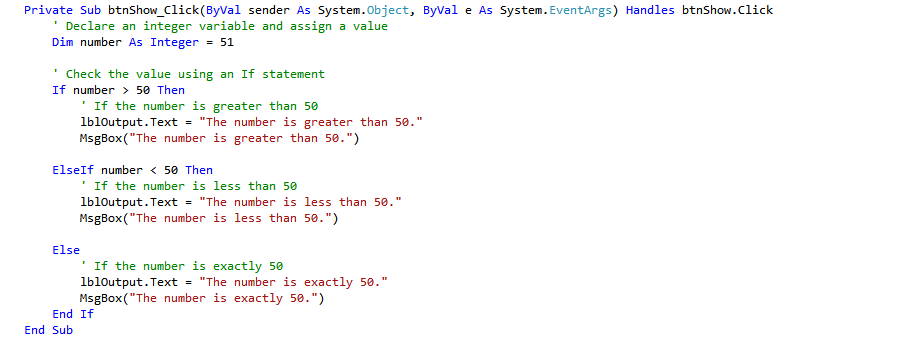 Private Sub btnShow_Click(ByVal sender As System.Object, ByVal e As System.EventArgs) Handles btnShow.Click
' Declare an integer variable and assign a value
Dim number As Integer = 51
' Check the value using an If statement
If number > 50 Then
' If the number is greater than 50
lblOutput.Text = "The number is greater than 50."
MsgBox("The number is greater than 50.")
ElseIf number < 50 Then
' If the number is less than 50
lblOutput.Text = "The number is less than 50."
MsgBox("The number is less than 50.")
Else
' If the number is exactly 50
lblOutput.Text = "The number is exactly 50."
MsgBox("The number is exactly 50.")
End If
End Sub